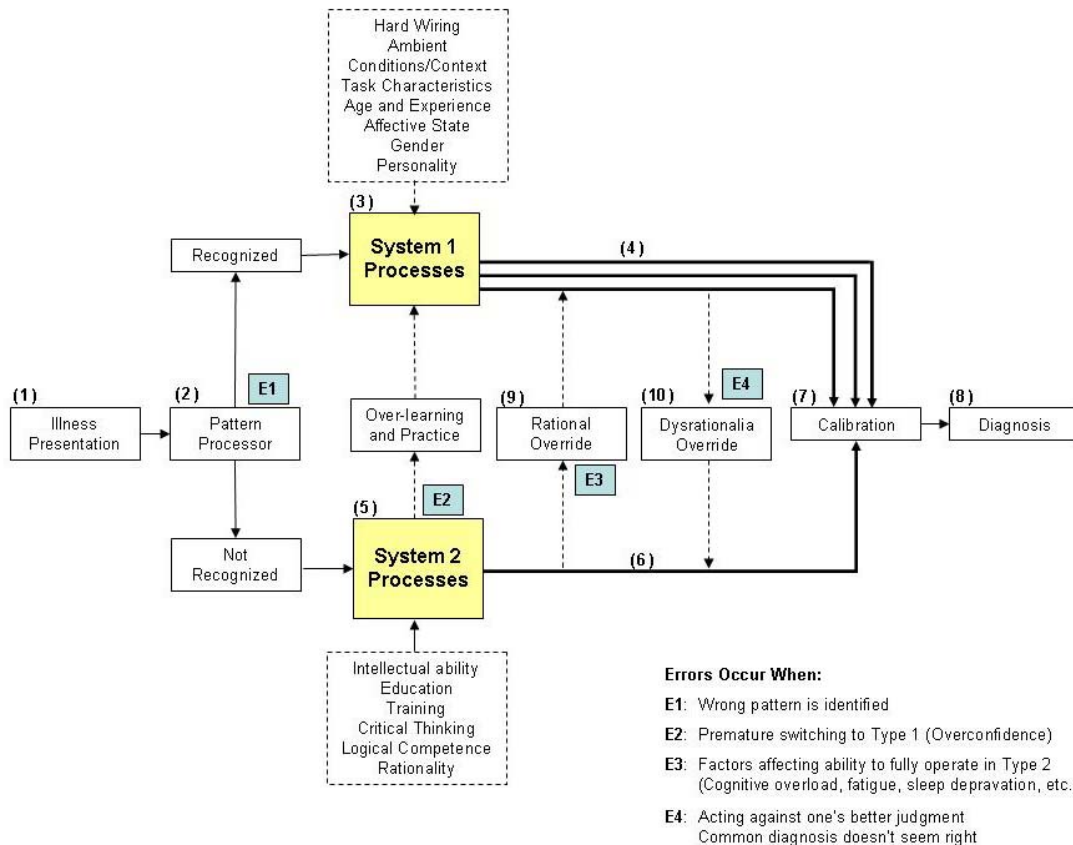 Hard Wiring
Ambient
Conditions/Context
Task Characteristics
Age and Experience
Affective State
Gender
Personality
(3)
System 1
Processes
(4)
Recognized
(1)
Illness
Presentation
(2)
Pattern
Processor
E1
Over-learning
and Practice
(9)
Rational
Override
E3
(10)
E4
Dysrationalia
Override
(7)
Calibration
(8)
Diagnosis
E2
(5)
System 2
Processes
(6)
Not
Recognized
Intellectual ability
Education
Training
Critical Thinking
Logical Competence
Rationality
Errors Occur When:
E1: Wrong pattern is identified
E2: Premature switching to Type 1 (Overconfidence)
E3: Factors affecting ability to fully operate in Type 2
(Cognitive overload, fatigue, sleep depravation, etc.
E4: Acting against one's better judgment
Common diagnosis doesn't seem right